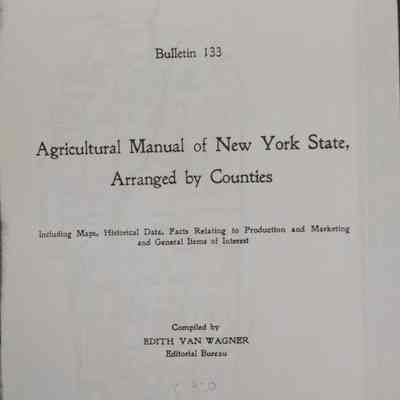 Bulletin 133
Agricultural Manual of New York State,
Arranged by Counties
Including Maps, Historical Data, Facts Relating to Production and Marketing
and General Items of Interest
Compiled by
EDITH VAN WAGNER
Editorial Bureau